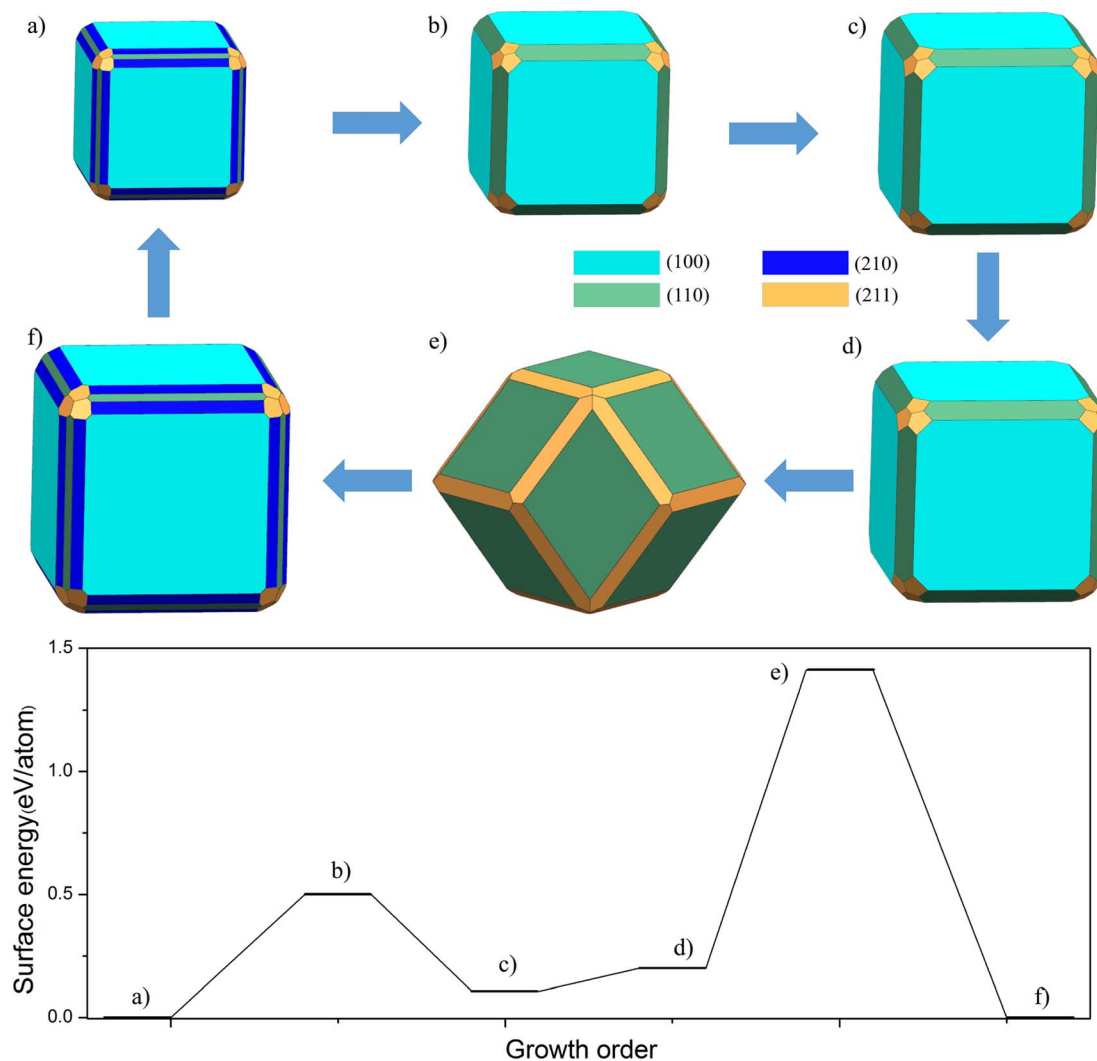 a)
b)
c)
(100)
(210)
(110)
(211)
f)
e)
d)
1.5
1.0
0.5
0.0
Surface energy(eV/atom)
a)
b)
c)
d)
e)
f)
Growth order